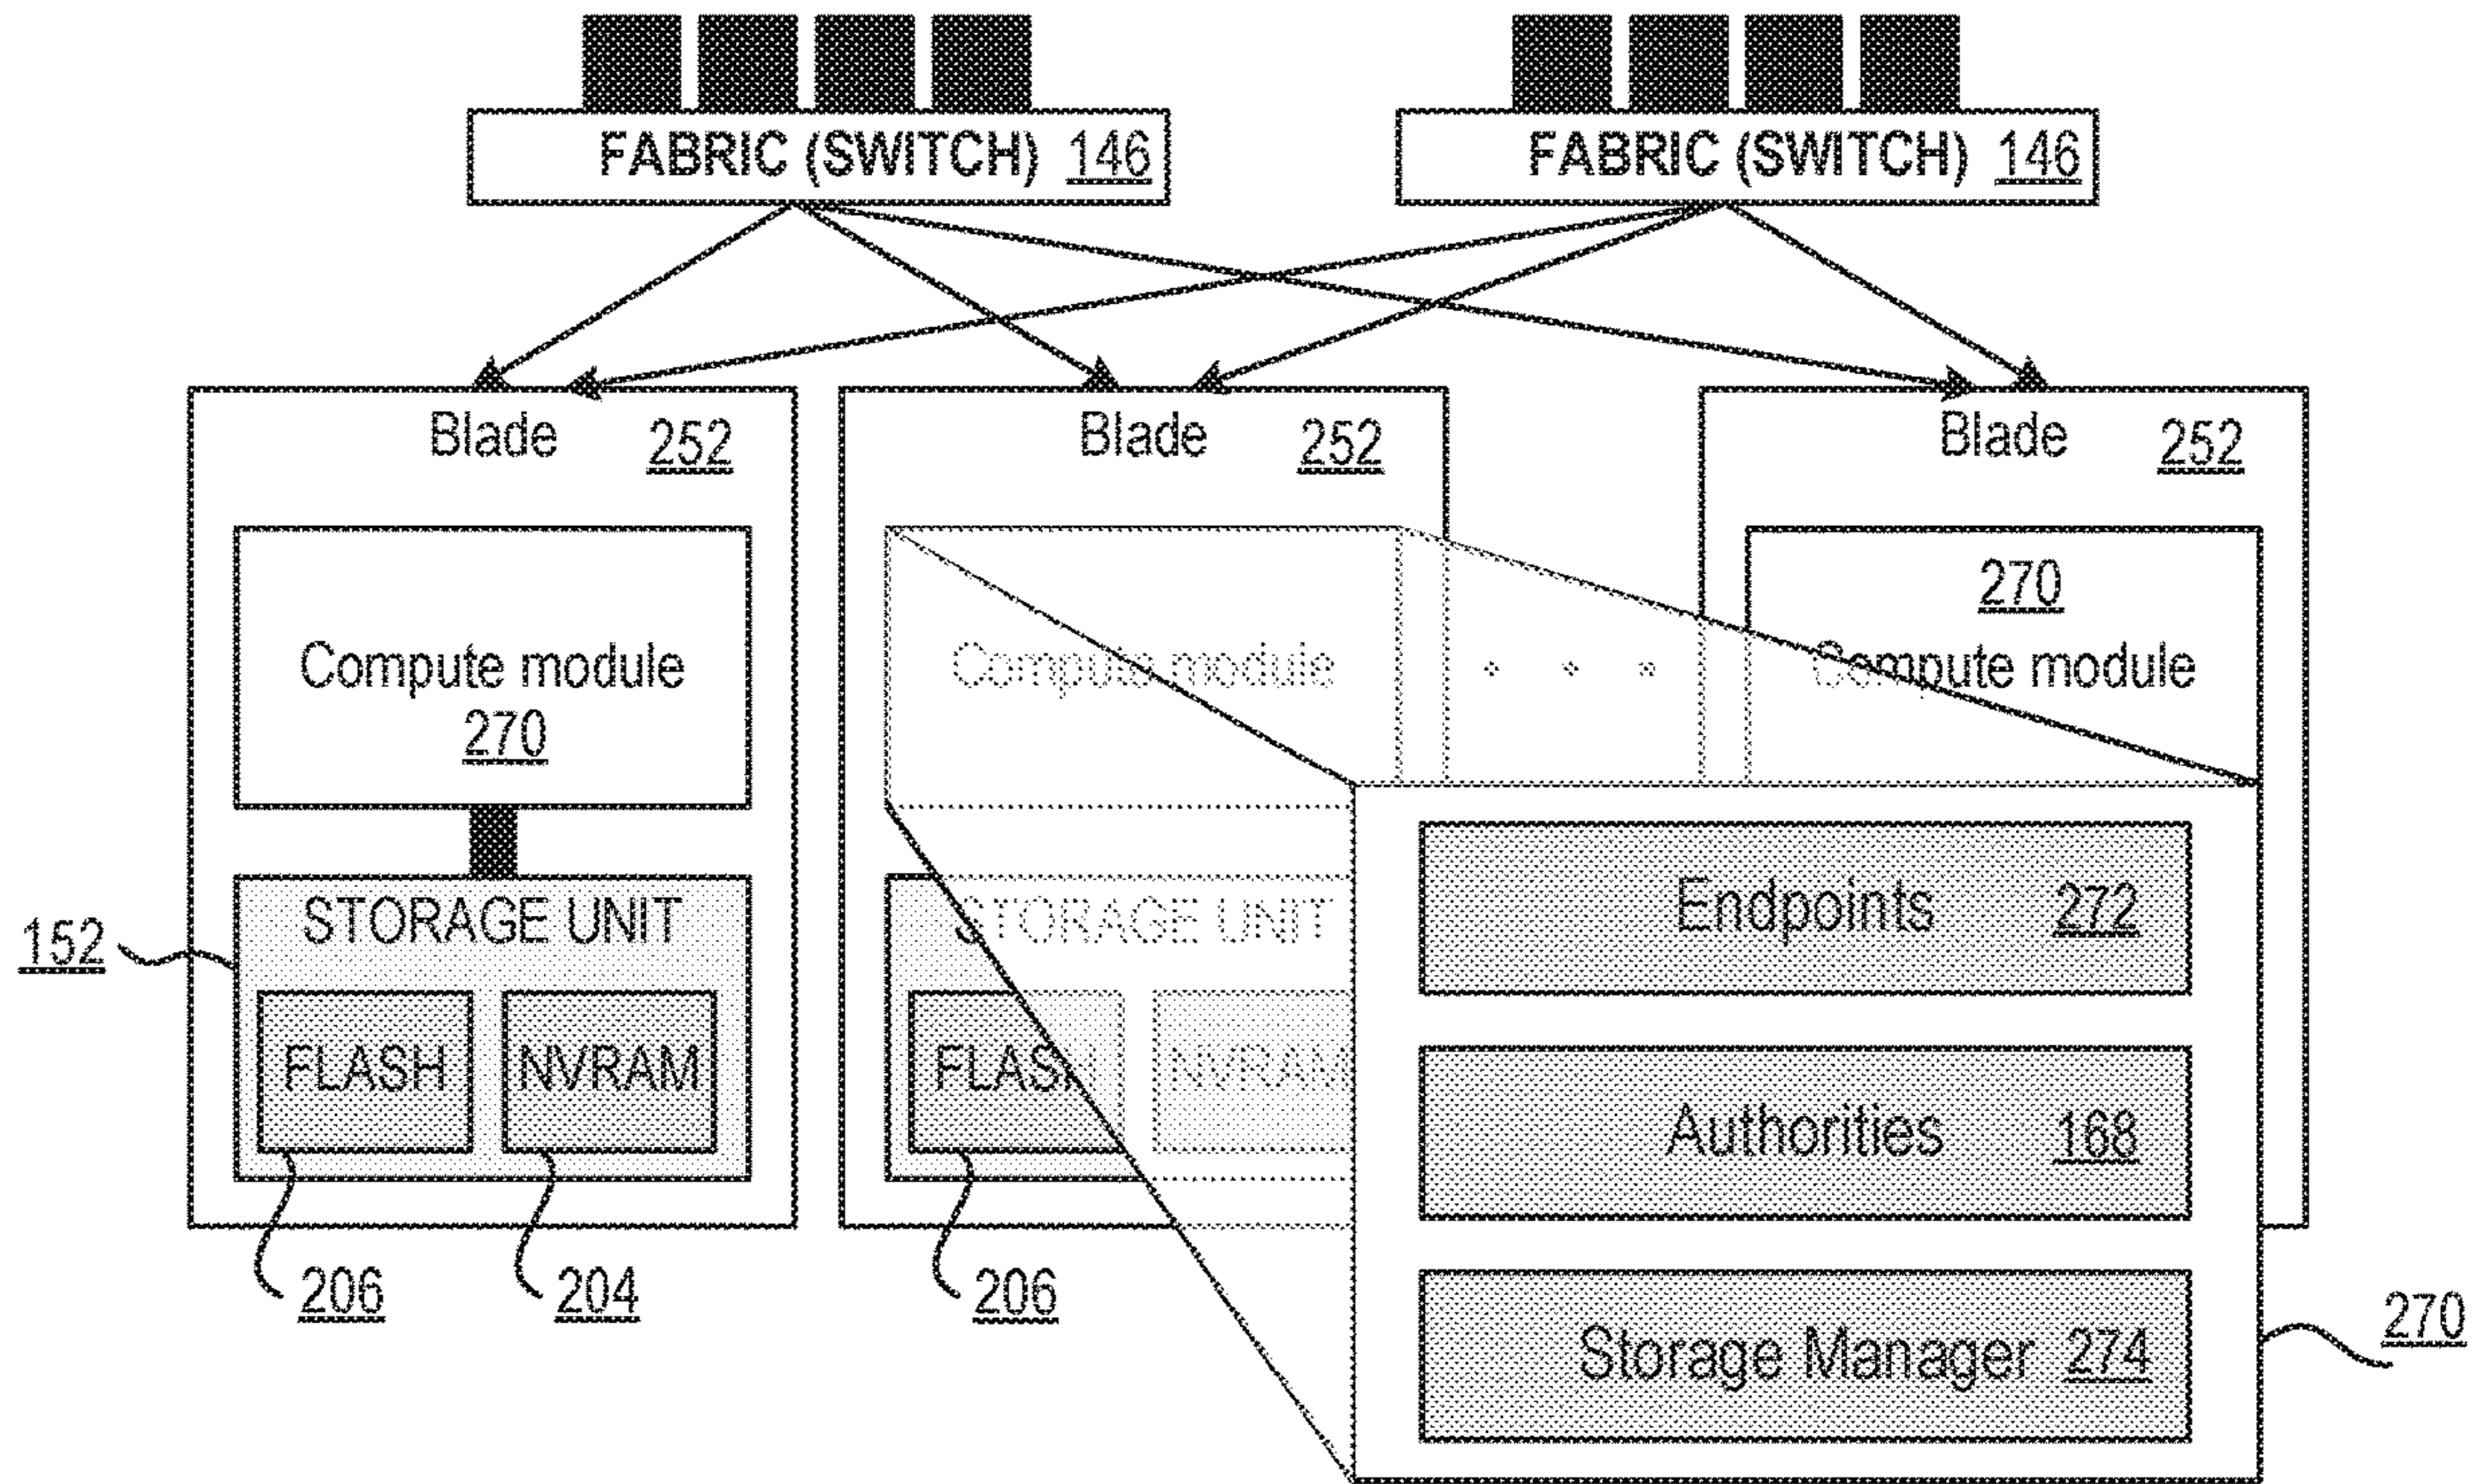 FABRIC (SWITCH) 146
FABRIC (SWITCH) 146
Blade 252
Blade 252
Blade 252
Compute module
270
Compute module
. . .
270
Compute module
152
STORAGE UNIT
FLASH
NVRAM
206
204
STORAGE UNIT
FLASH
NVRAM
206
Endpoints 272
Authorities 168
Storage Manager 274
270